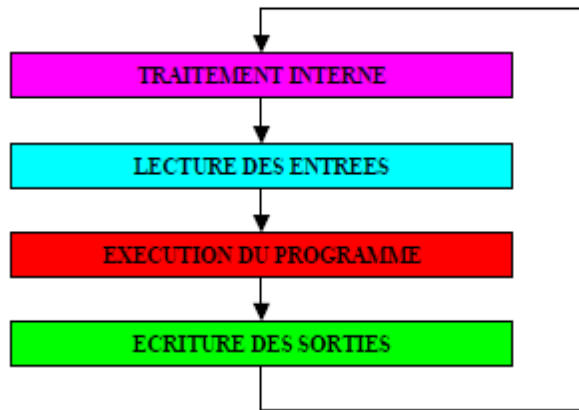 TRAITEMENT INTERNE
LECTURE DES ENTREES
EXECUTION DU PROGRAMME
ECRITURE DES SORTIES